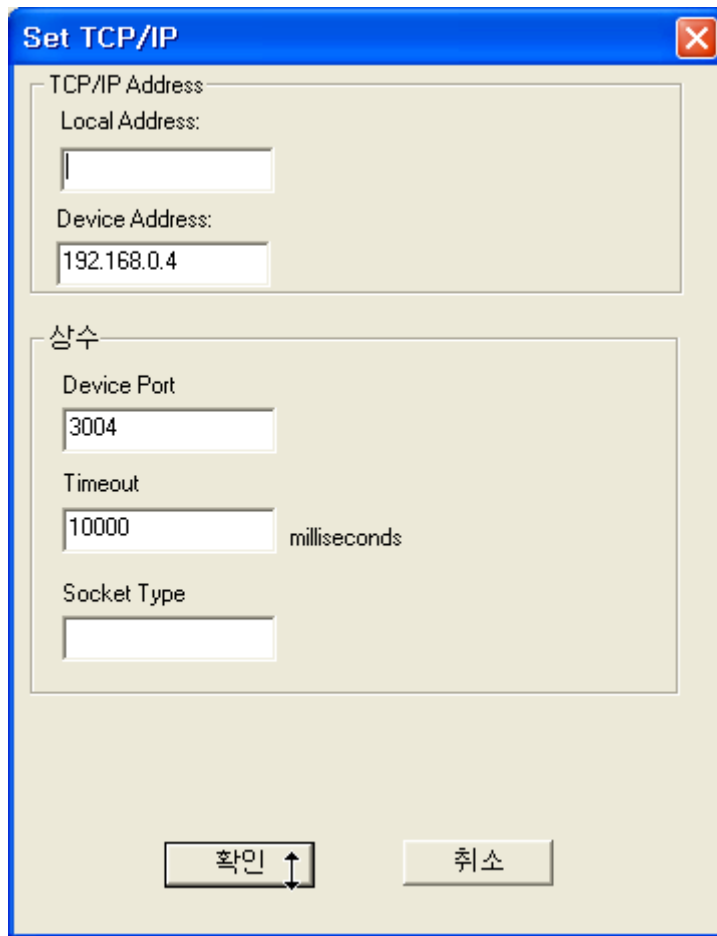 Set TCP/IP
TCP/IP Address
Local Address:
Device Address:
192.168.0.4
상수
Device Port
3004
Timeout
10000 milliseconds
Socket Type
확인 취소